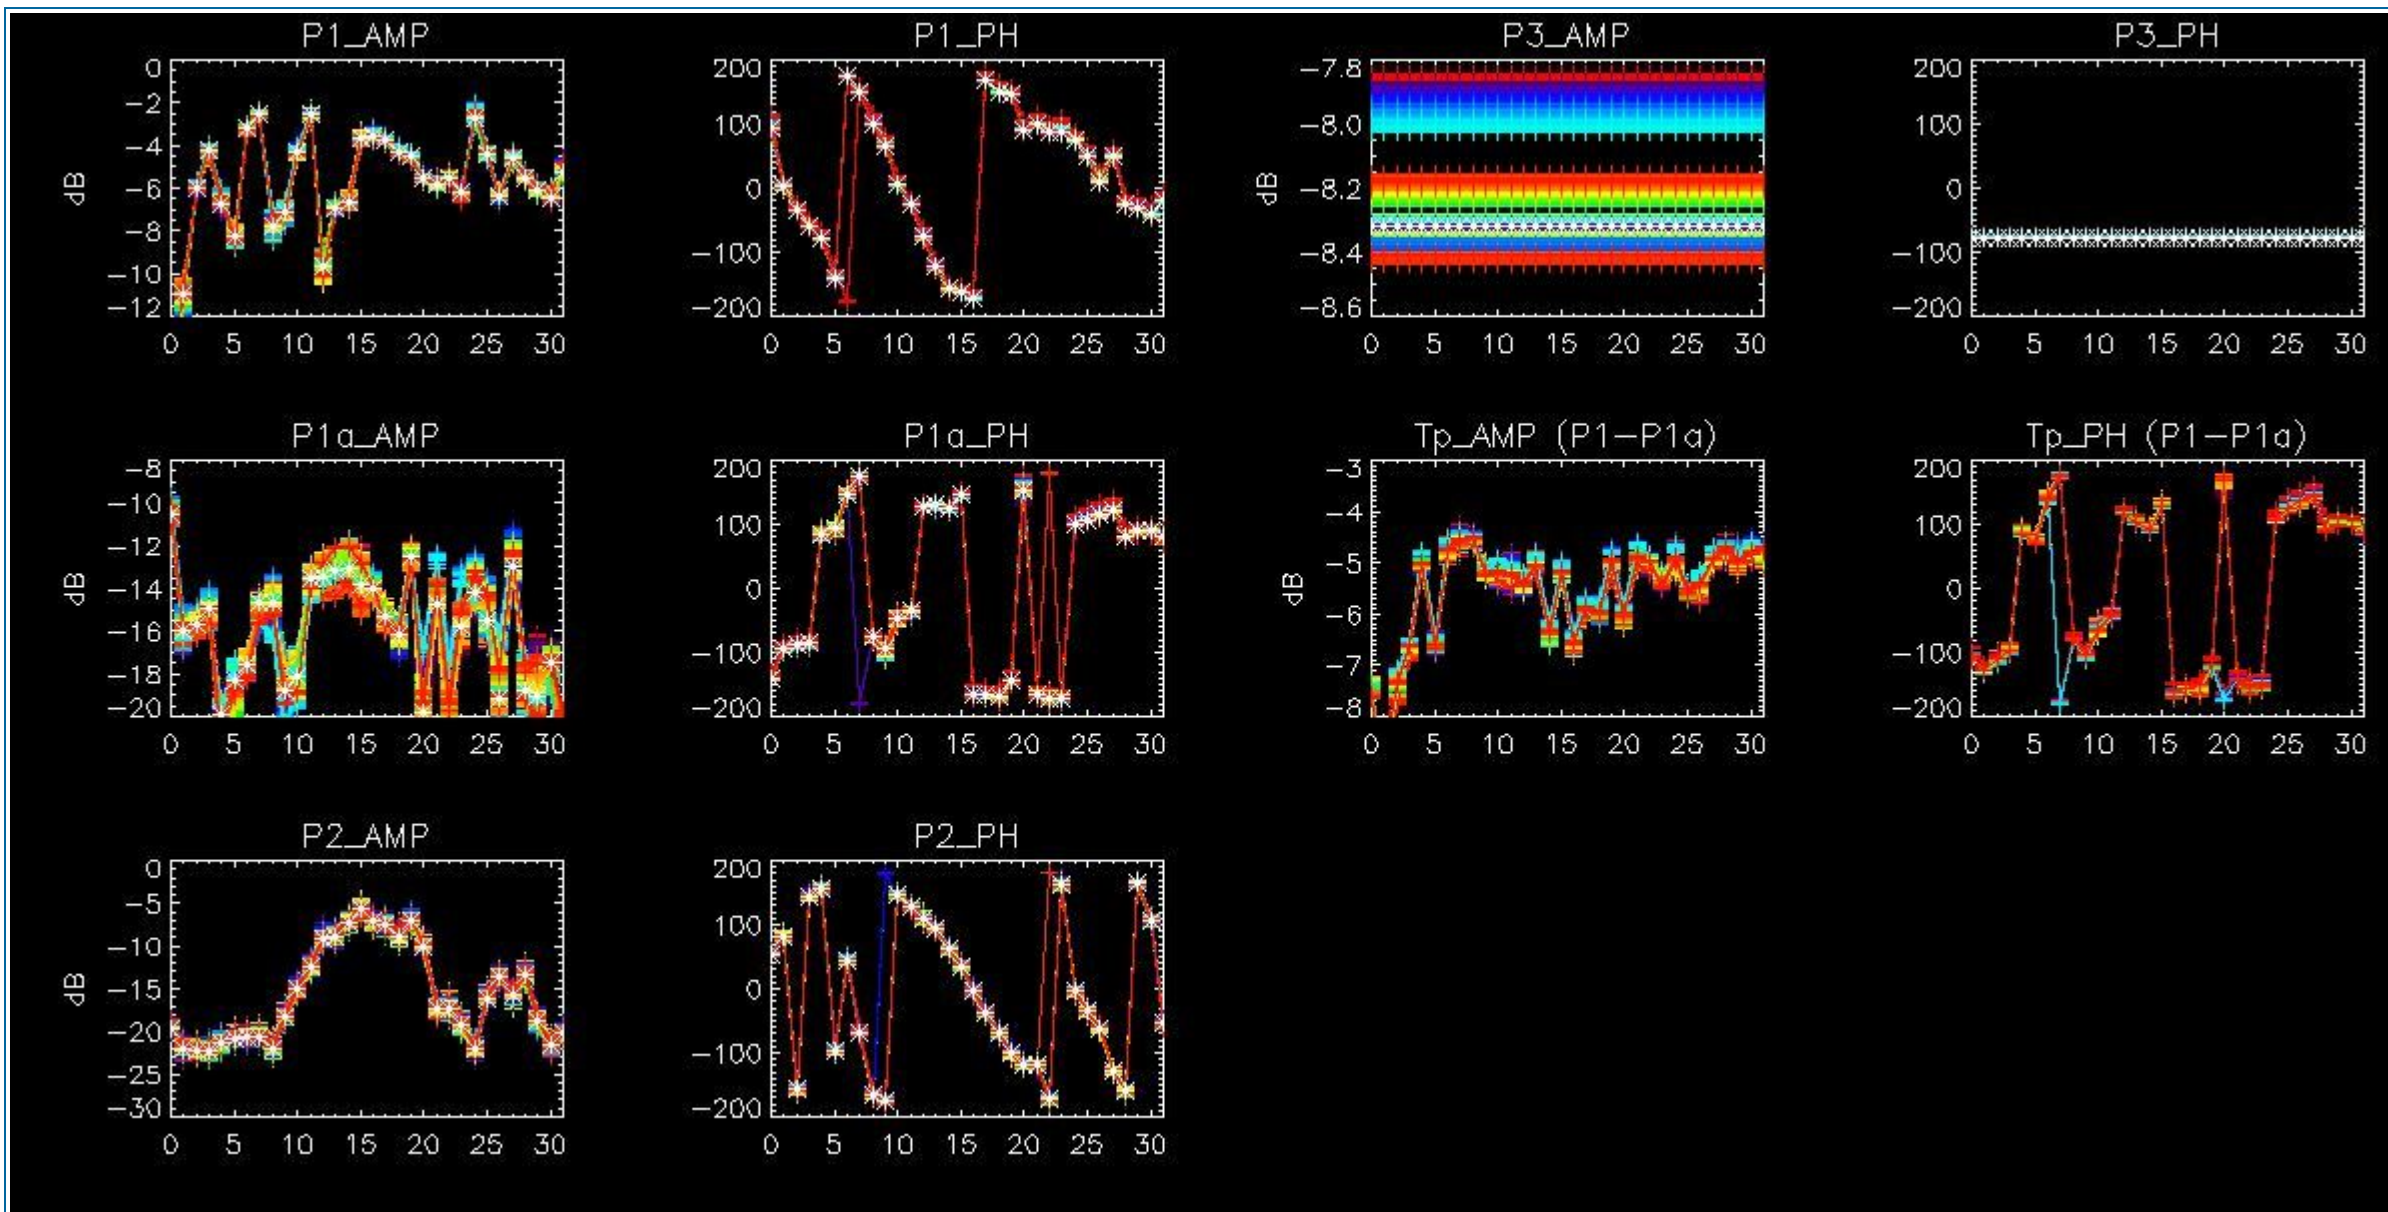 P1_AMP P1_PH P3_AMP P3_PH
0 200 -7.8 200
-2 100 -8.0 100
-4 0 -8.2 0
-6 -100 -8.4 -100
-8 -200 -8.6 -200
-10
-12
dB dB
0 5 10 15 20 25 30 0 5 10 15 20 25 30 0 5 10 15 20 25 30 0 5 10 15 20 25 30
P1a_AMP P1a_PH Tp_AMP (P1-P1a) Tp_PH (P1-P1a)
-8 200 -3 200
-10 100 -4 100
-12 0 -5 0
-14 -100 -6 -100
-16 -200 -7 -200
-18 -8
-20
dB dB
0 5 10 15 20 25 30 0 5 10 15 20 25 30 0 5 10 15 20 25 30 0 5 10 15 20 25 30
P2_AMP P2_PH
0 200
-5 100
-10 0
-15 -100
-20 -200
-25
-30
dB
0 5 10 15 20 25 30 0 5 10 15 20 25 30